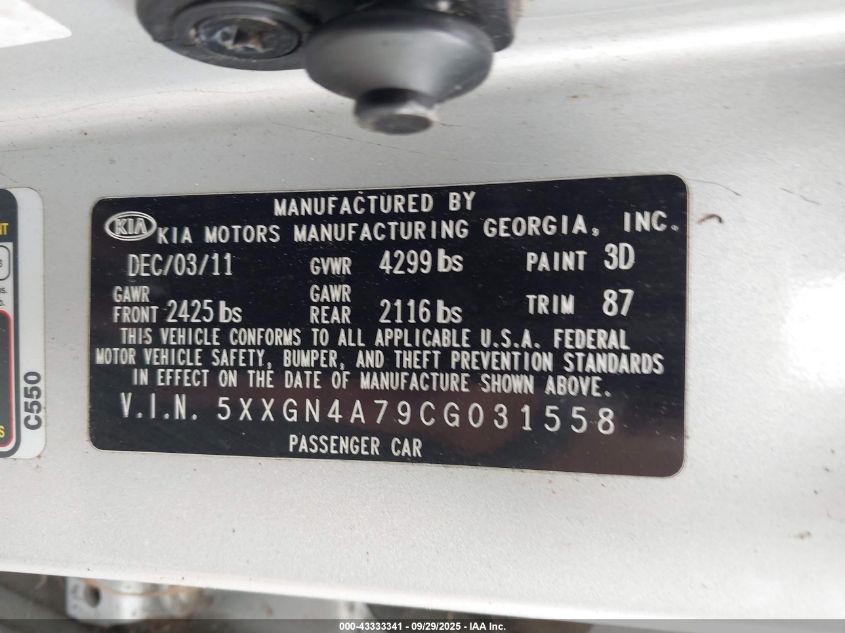 MANUFACTURED BY
KIA KIA MOTORS MANUFACTURING GEORGIA, INC.
DEC/03/11 GVWR 4299 lbs PAINT 3D
GAWR FRONT 2425 lbs GAWR REAR 2116 lbs TRIM 87
THIS VEHICLE CONFORMS TO ALL APPLICABLE U.S.A. FEDERAL
MOTOR VEHICLE SAFETY, BUMPER, AND THEFT PREVENTION STANDARDS
IN EFFECT ON THE DATE OF MANUFACTURE SHOWN ABOVE.
V.I.N. 5XXGN4A79CG031558
PASSENGER CAR
C550
000-43333341 - 09/29/2025 - IAA Inc.